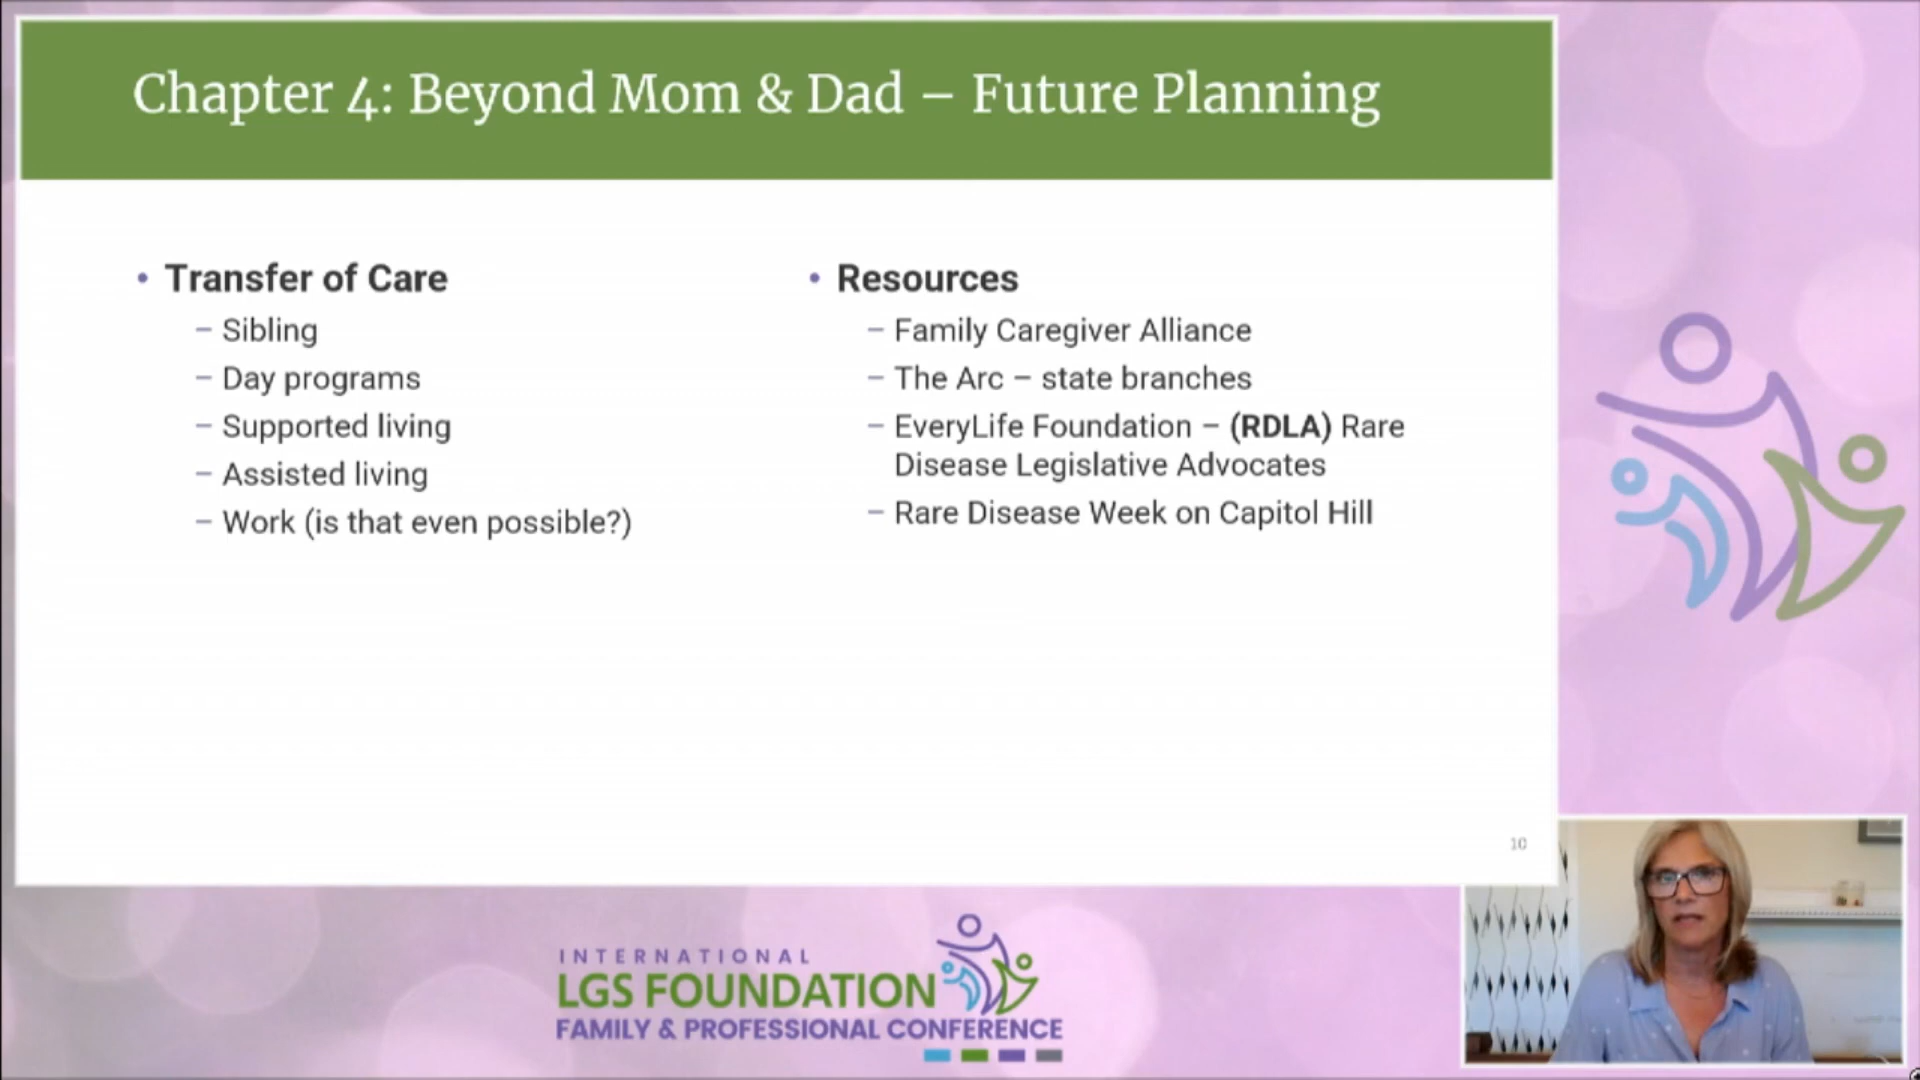 Chapter 4: Beyond Mom & Dad – Future Planning
• Transfer of Care
– Sibling
– Day programs
– Supported living
– Assisted living
– Work (is that even possible?)
• Resources
– Family Caregiver Alliance
– The Arc – state branches
– EveryLife Foundation – (RDLA) Rare
Disease Legislative Advocates
– Rare Disease Week on Capitol Hill
10
INTERNATIONAL
LGS FOUNDATION
FAMILY & PROFESSIONAL CONFERENCE